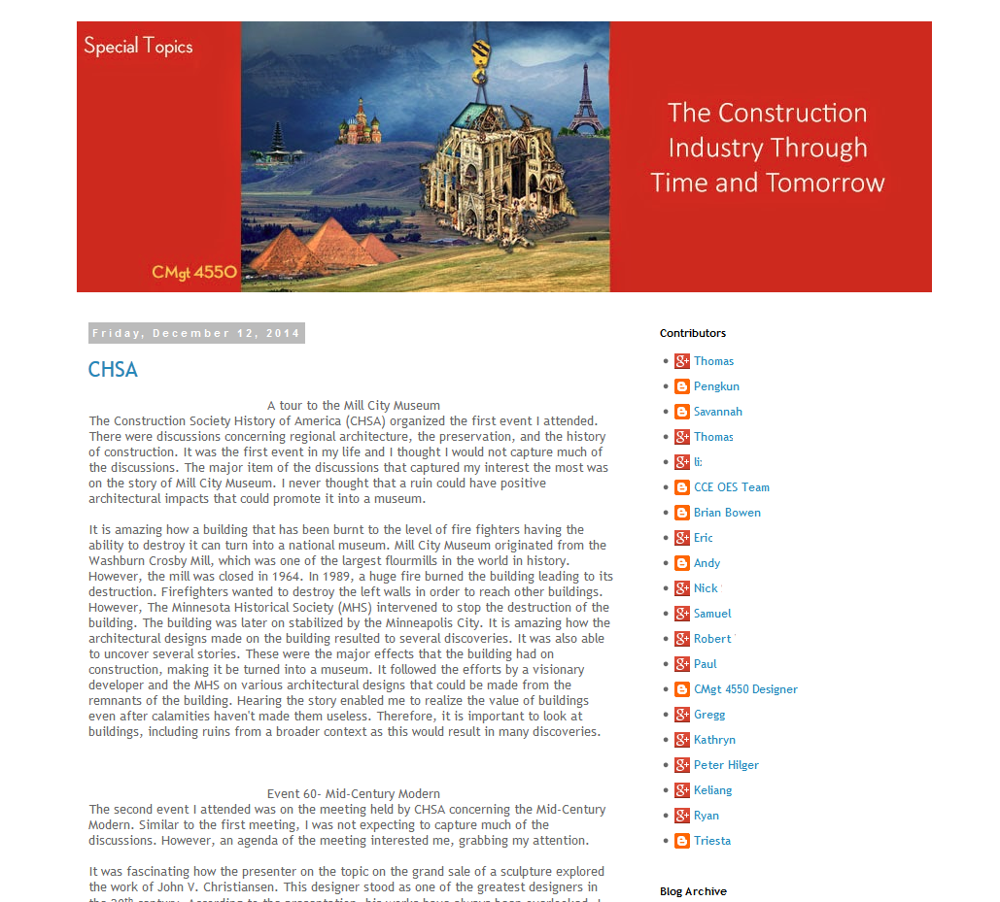 Special Topics
CMgt 4550
The Construction
Industry Through
Time and Tomorrow
Friday, December 12, 2014
CHSA
A tour to the Mill City Museum
The Construction Society History of America (CHSA) organized the first event I attended.
There were discussions concerning regional architecture, the preservation, and the history
of construction. It was the first event in my life and I thought I would not capture much of
the discussions. The major item of the discussions that captured my interest the most was
on the story of Mill City Museum. I never thought that a ruin could have positive
architectural impacts that could promote it into a museum.
It is amazing how a building that has been burnt to the level of fire fighters having the
ability to destroy it can turn into a national museum. Mill City Museum originated from the
Washburn Crosby Mill, which was one of the largest flourmills in the world in history.
However, the mill was closed in 1964. In 1989, a huge fire burned the building leading to its
destruction. Firefighters wanted to destroy the left walls in order to reach other buildings.
However, The Minnesota Historical Society (MHS) intervened to stop the destruction of the
building. The building was later on stabilized by the Minneapolis City. It is amazing how the
architectural designs made on the building resulted to several discoveries. It was also able
to uncover several stories. These were the major effects that the building had on
construction, making it be turned into a museum. It followed the efforts by a visionary
developer and the MHS on various architectural designs that could be made from the
remnants of the building. Hearing the story enabled me to realize the value of buildings
even after calamities haven't made them useless. Therefore, it is important to look at
buildings, including ruins from a broader context as this would result in many discoveries.
Event 60- Mid-Century Modern
The second event I attended was on the meeting held by CHSA concerning the Mid-Century
Modern. Similar to the first meeting, I was not expecting to capture much of the
discussions. However, an agenda of the meeting interested me, grabbing my attention.
It was fascinating how the presenter on the topic on the grand sale of a sculpture explored
the work of John V. Christiansen. This designer stood as one of the greatest designers in
the 20th century. According to the presentation, his works have always been overlooked. I
Contributors
Thomas
Pengkun
Savannah
Thomas
li:
CCE OES Team
Brian Bowen
Eric
Andy
Nick
Samuel
Robert
Paul
CMgt 4550 Designer
Gregg
Kathryn
Peter Hilger
Keliang
Ryan
Triesta
Blog Archive